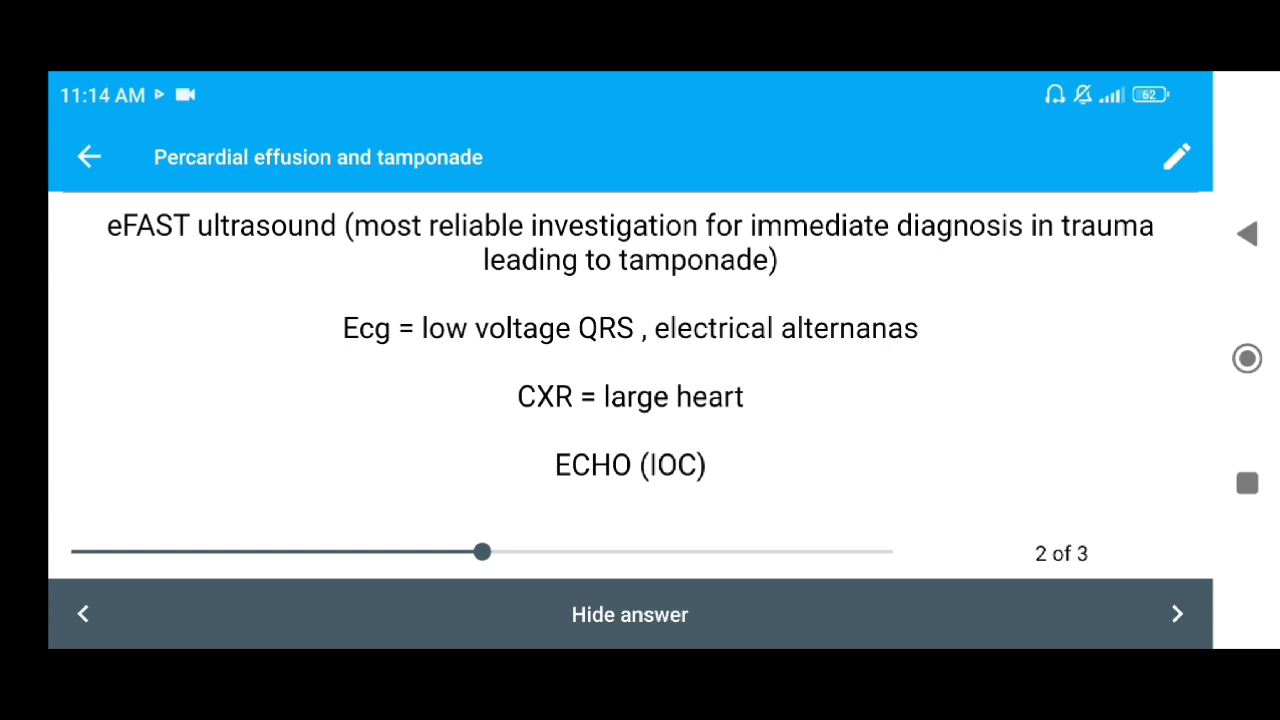 11:14 AM
62
Percardial effusion and tamponade
eFAST ultrasound (most reliable investigation for immediate diagnosis in trauma
leading to tamponade)
Ecg = low voltage QRS , electrical alternanas
CXR = large heart
ECHO (IOC)
2 of 3
Hide answer